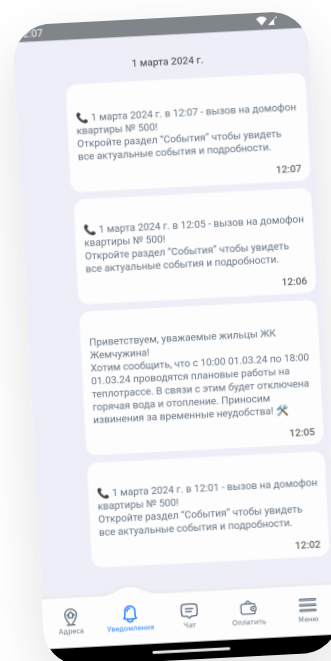 :07
1 марта 2024 г.
📞 1 марта 2024 г. в 12:07 - вызов на домофон
квартиры № 500!
Откройте раздел “События” чтобы увидеть
все актуальные события и подробности.
12:07
📞 1 марта 2024 г. в 12:05 - вызов на домофон
квартиры № 500!
Откройте раздел “События” чтобы увидеть
все актуальные события и подробности.
12:06
Приветствуем, уважаемые жильцы ЖК
Жемчужина!
Хотим сообщить, что с 10:00 01.03.24 по 18:00
01.03.24 проводятся плановые работы на
теплотрассе. В связи с этим будет отключена
горячая вода и отопление. Приносим
извинения за временные неудобства! 🛠️
12:05
📞 1 марта 2024 г. в 12:01 - вызов на домофон
квартиры № 500!
Откройте раздел “События” чтобы увидеть
все актуальные события и подробности.
12:02
Адреса Уведомления Чат Оплатить Меню